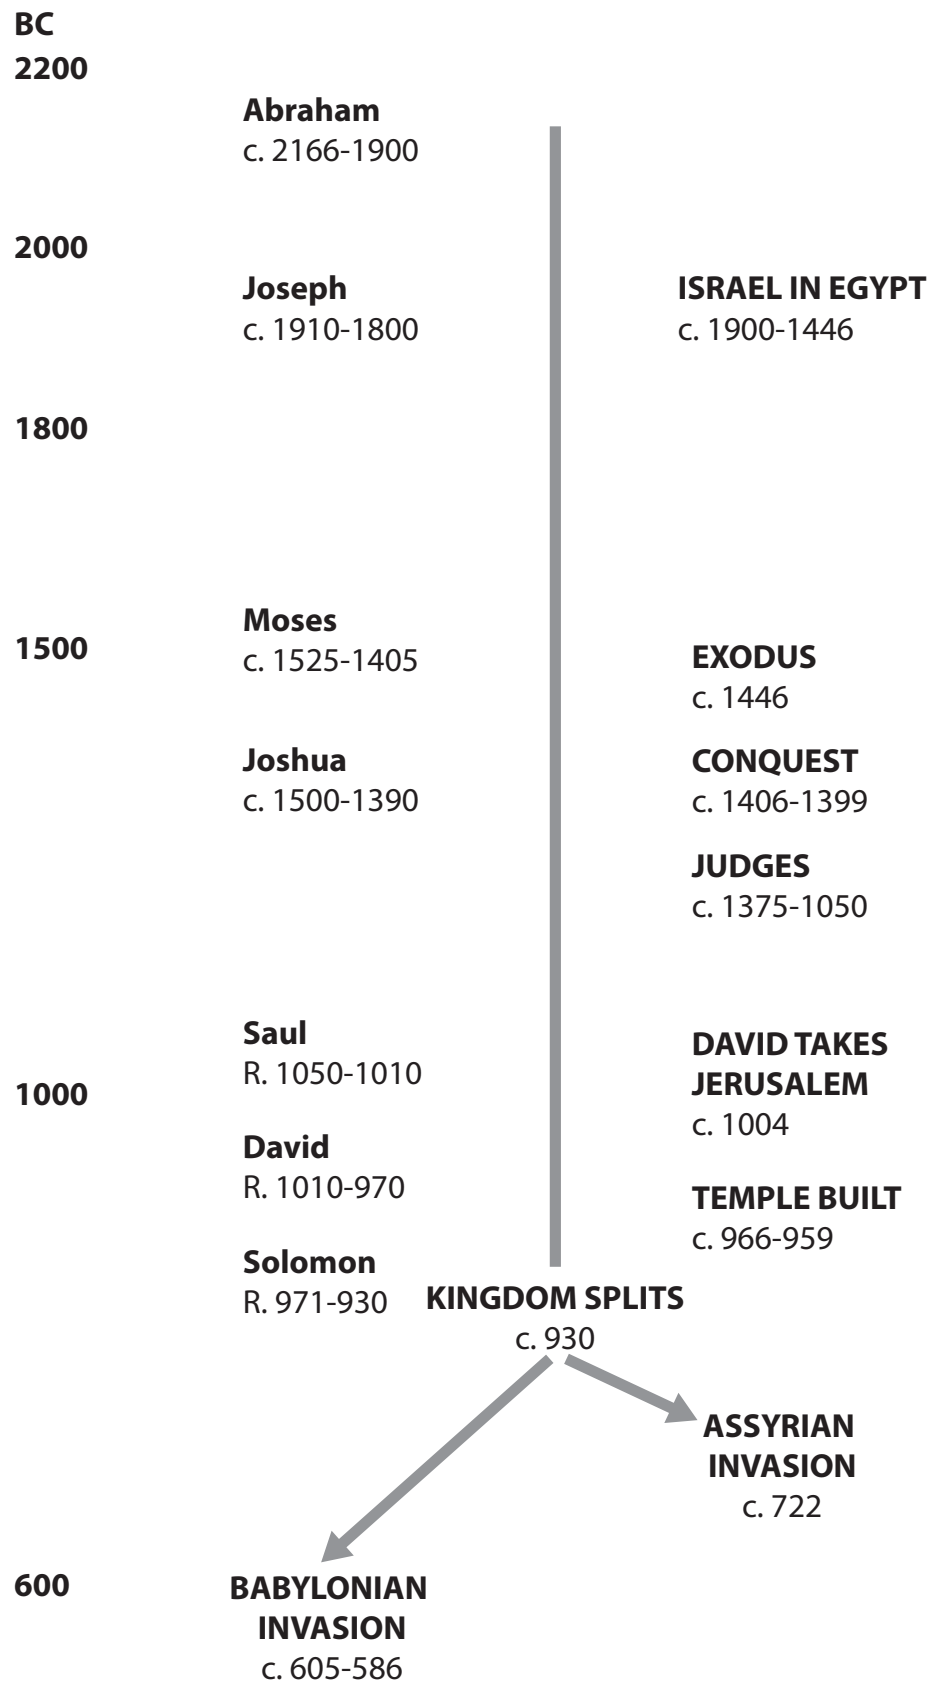 BC
2200
Abraham
c. 2166-1900
2000
Joseph
c. 1910-1800
ISRAEL IN EGYPT
c. 1900-1446
1800
Moses
c. 1525-1405
1500
EXODUS
c. 1446
Joshua
c. 1500-1390
CONQUEST
c. 1406-1399
JUDGES
c. 1375-1050
Saul
R. 1050-1010
1000
DAVID TAKES
JERUSALEM
c. 1004
David
R. 1010-970
TEMPLE BUILT
c. 966-959
Solomon
R. 971-930
KINGDOM SPLITS
c. 930
ASSYRIAN
INVASION
c. 722
600
BABYLONIAN
INVASION
c. 605-586